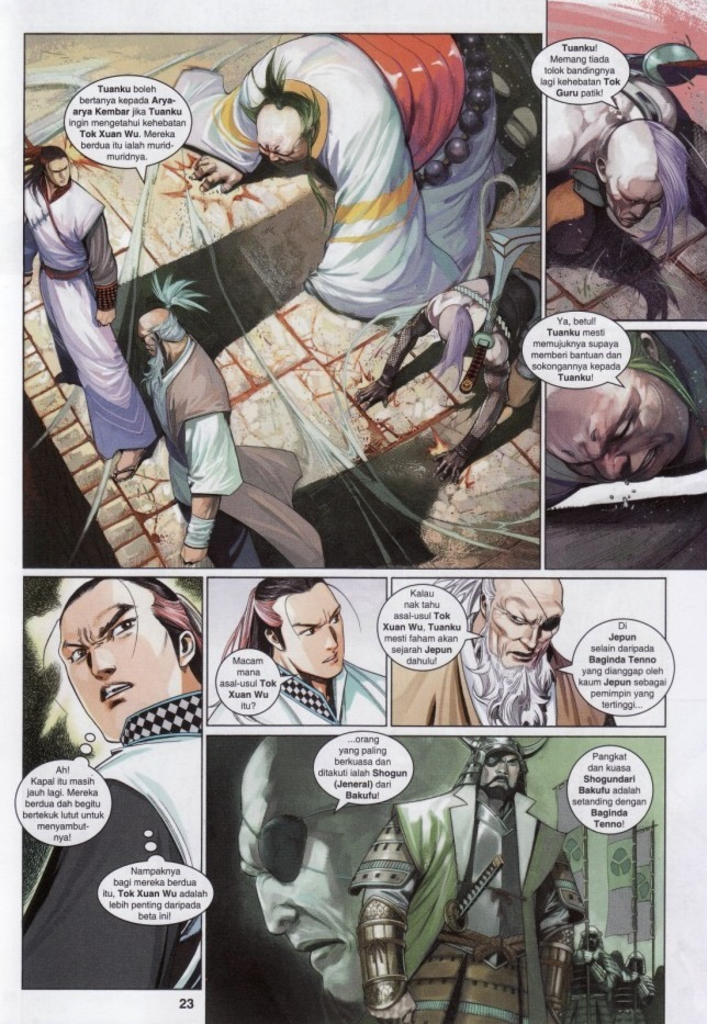 Tuanku boleh
bertanya kepada Arya-
arya Kembar jika Tuanku
ingin mengetahui kehebatan
Tok Xuan Wu. Mereka
berdua itu ialah murid-
muridnya.
Tuanku!
Memang tiada
tolok bandingnya
lagi kehebatan Tok
Guru patik!
Ya, betul!
Tuanku mesti
memujuknya supaya
memberi bantuan dan
sokongannya kepada
Tuanku!
Ah!
Kapal itu masih
jauh lagi. Mereka
berdua dah begitu
bertekuk lutut untuk
menyambut-
nya!
Nampaknya
bagi mereka berdua
itu, Tok Xuan Wu adalah
lebih penting daripada
beta ini!
Macam
mana
asal-usul Tok
Xuan Wu
itu?
Kalau
nak tahu
asal-usul Tok
Xuan Wu, Tuanku
mesti faham akan
sejarah Jepun
dahulu!
Di
Jepun
selain daripada
Baginda Tenno
yang dianggap oleh
kaum Jepun sebagai
pemimpin yang
tertinggi...
...orang
yang paling
berkuasa dan
ditakuti ialah Shogun
(Jeneral) dari
Bakufu!
Pangkat
dan kuasa
Shogundari
Bakufu adalah
setanding dengan
Baginda
Tenno!
23